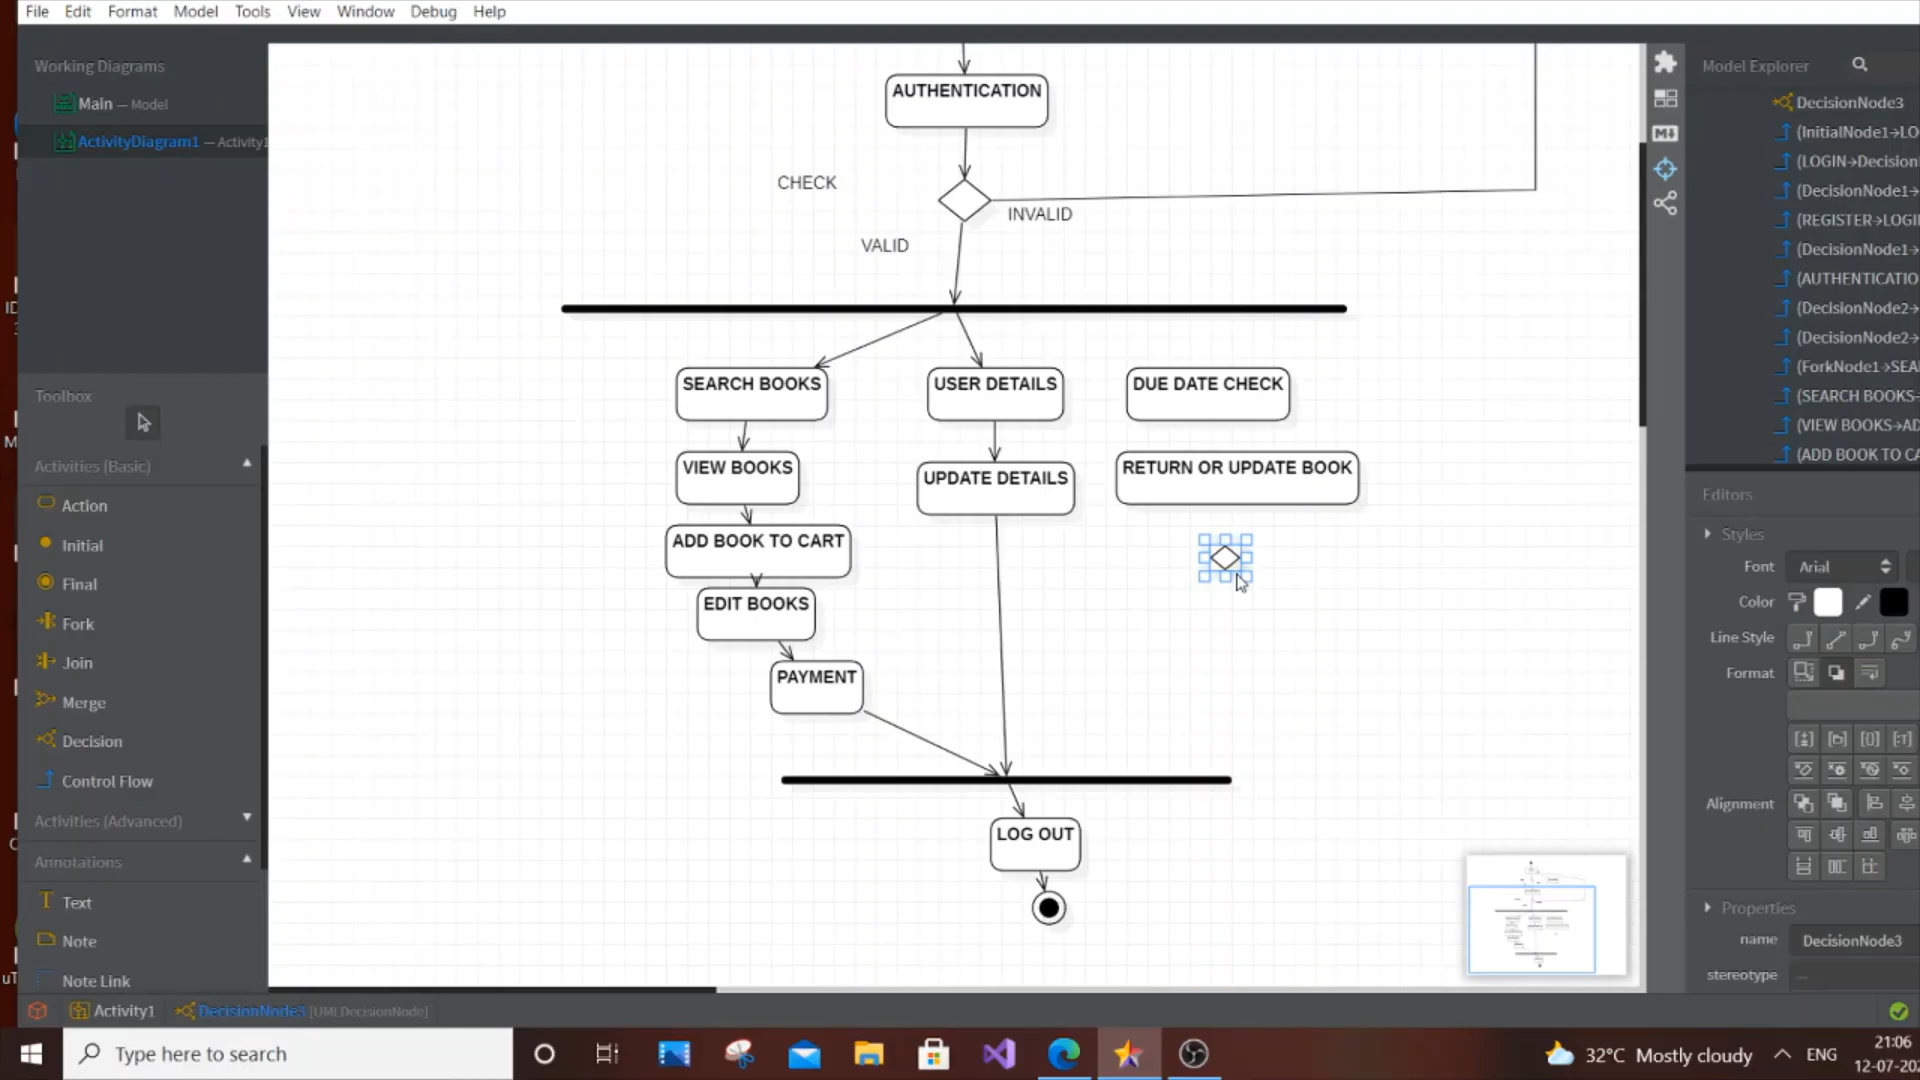 File Edit Format Model Tools View Window Debug Help
Working Diagrams
Main — Model
ActivityDiagram1 — Activity1
Toolbox
Activities (Basic)
Action
Initial
Final
Fork
Join
Merge
Decision
Control Flow
Activities (Advanced)
Annotations
Text
Note
Note Link
AUTHENTICATION
CHECK
INVALID
VALID
SEARCH BOOKS
USER DETAILS
DUE DATE CHECK
VIEW BOOKS
UPDATE DETAILS
RETURN OR UPDATE BOOK
ADD BOOK TO CART
EDIT BOOKS
PAYMENT
LOG OUT
Model Explorer
DecisionNode3
(InitialNode1→LO
(LOGIN→Decision
(DecisionNode1→
(REGISTER→LOGI
(DecisionNode1→
(AUTHENTICATIO
(DecisionNode2→
(DecisionNode2→
(ForkNode1→SEA
(SEARCH BOOKS→
(VIEW BOOKS→AD
(ADD BOOK TO CA
Editors
Styles
Font Arial
Color
Line Style
Format
Alignment
Properties
name DecisionNode3
stereotype —
Activity1 DecisionNode3 [UMLDecisionNode]
Type here to search
32°C Mostly cloudy ENG
21:06
12-07-202